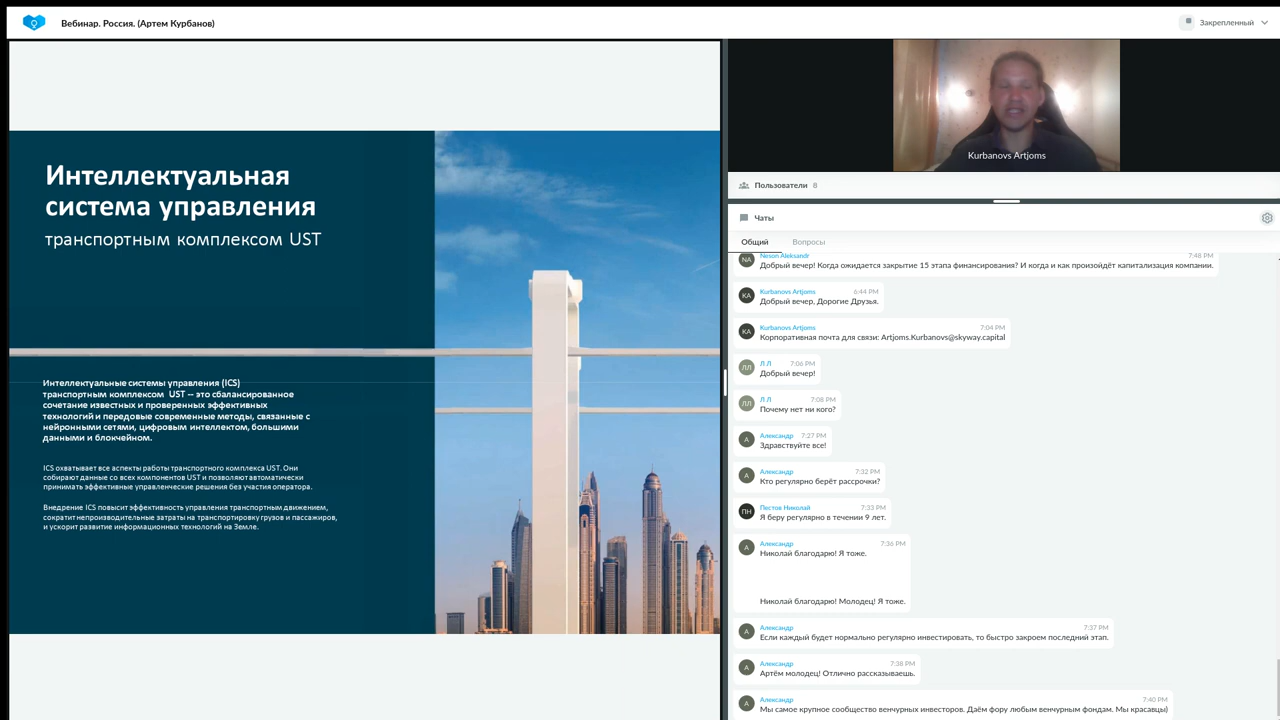 Вебинар. Россия. (Артем Курбанов)
Закрепленный
Интеллектуальная
система управления
транспортным комплексом UST
Интеллектуальные системы управления (ICS)
транспортным комплексом UST – это сбалансированное
сочетание известных и проверенных эффективных
технологий и передовые современные методы, связанные с
нейронными сетями, цифровым интеллектом, большими
данными и блокчейном.
ICS охватывает все аспекты работы транспортного комплекса UST. Они
собирают данные со всех компонентов UST и позволяют автоматически
принимать эффективные управленческие решения без участия оператора.
Внедрение ICS повысит эффективность управления транспортным движением,
сократит непроизводительные затраты на транспортировку грузов и пассажиров,
и ускорит развитие информационных технологий на Земле.
Kurbanovs Artjoms
Пользователи 8
Чаты
Общий Вопросы
NA Neson Aleksandr 7:48 PM
Добрый вечер! Когда ожидается закрытие 15 этапа финансирования? И когда и как произойдёт капитализация компании.
KA Kurbanovs Artjoms 6:44 PM
Добрый вечер, Дорогие Друзья.
KA Kurbanovs Artjoms 7:04 PM
Корпоративная почта для связи: Artjoms.Kurbanovs@skyway.capital
ЛЛ Л Л 7:06 PM
Добрый вечер!
ЛЛ Л Л 7:08 PM
Почему нет ни кого?
А Александр 7:27 PM
Здравствуйте все!
А Александр 7:32 PM
Кто регулярно берёт рассрочки?
ПН Пестов Николай 7:33 PM
Я беру регулярно в течении 9 лет.
А Александр 7:36 PM
Николай благодарю! Я тоже.
Николай благодарю! Молодец! Я тоже.
А Александр 7:37 PM
Если каждый будет нормально регулярно инвестировать, то быстро закроем последний этап.
А Александр 7:38 PM
Артём молодец! Отлично рассказываешь.
А Александр 7:40 PM
Мы самое крупное сообщество венчурных инвесторов. Даём фору любым венчурным фондам. Мы красавцы)